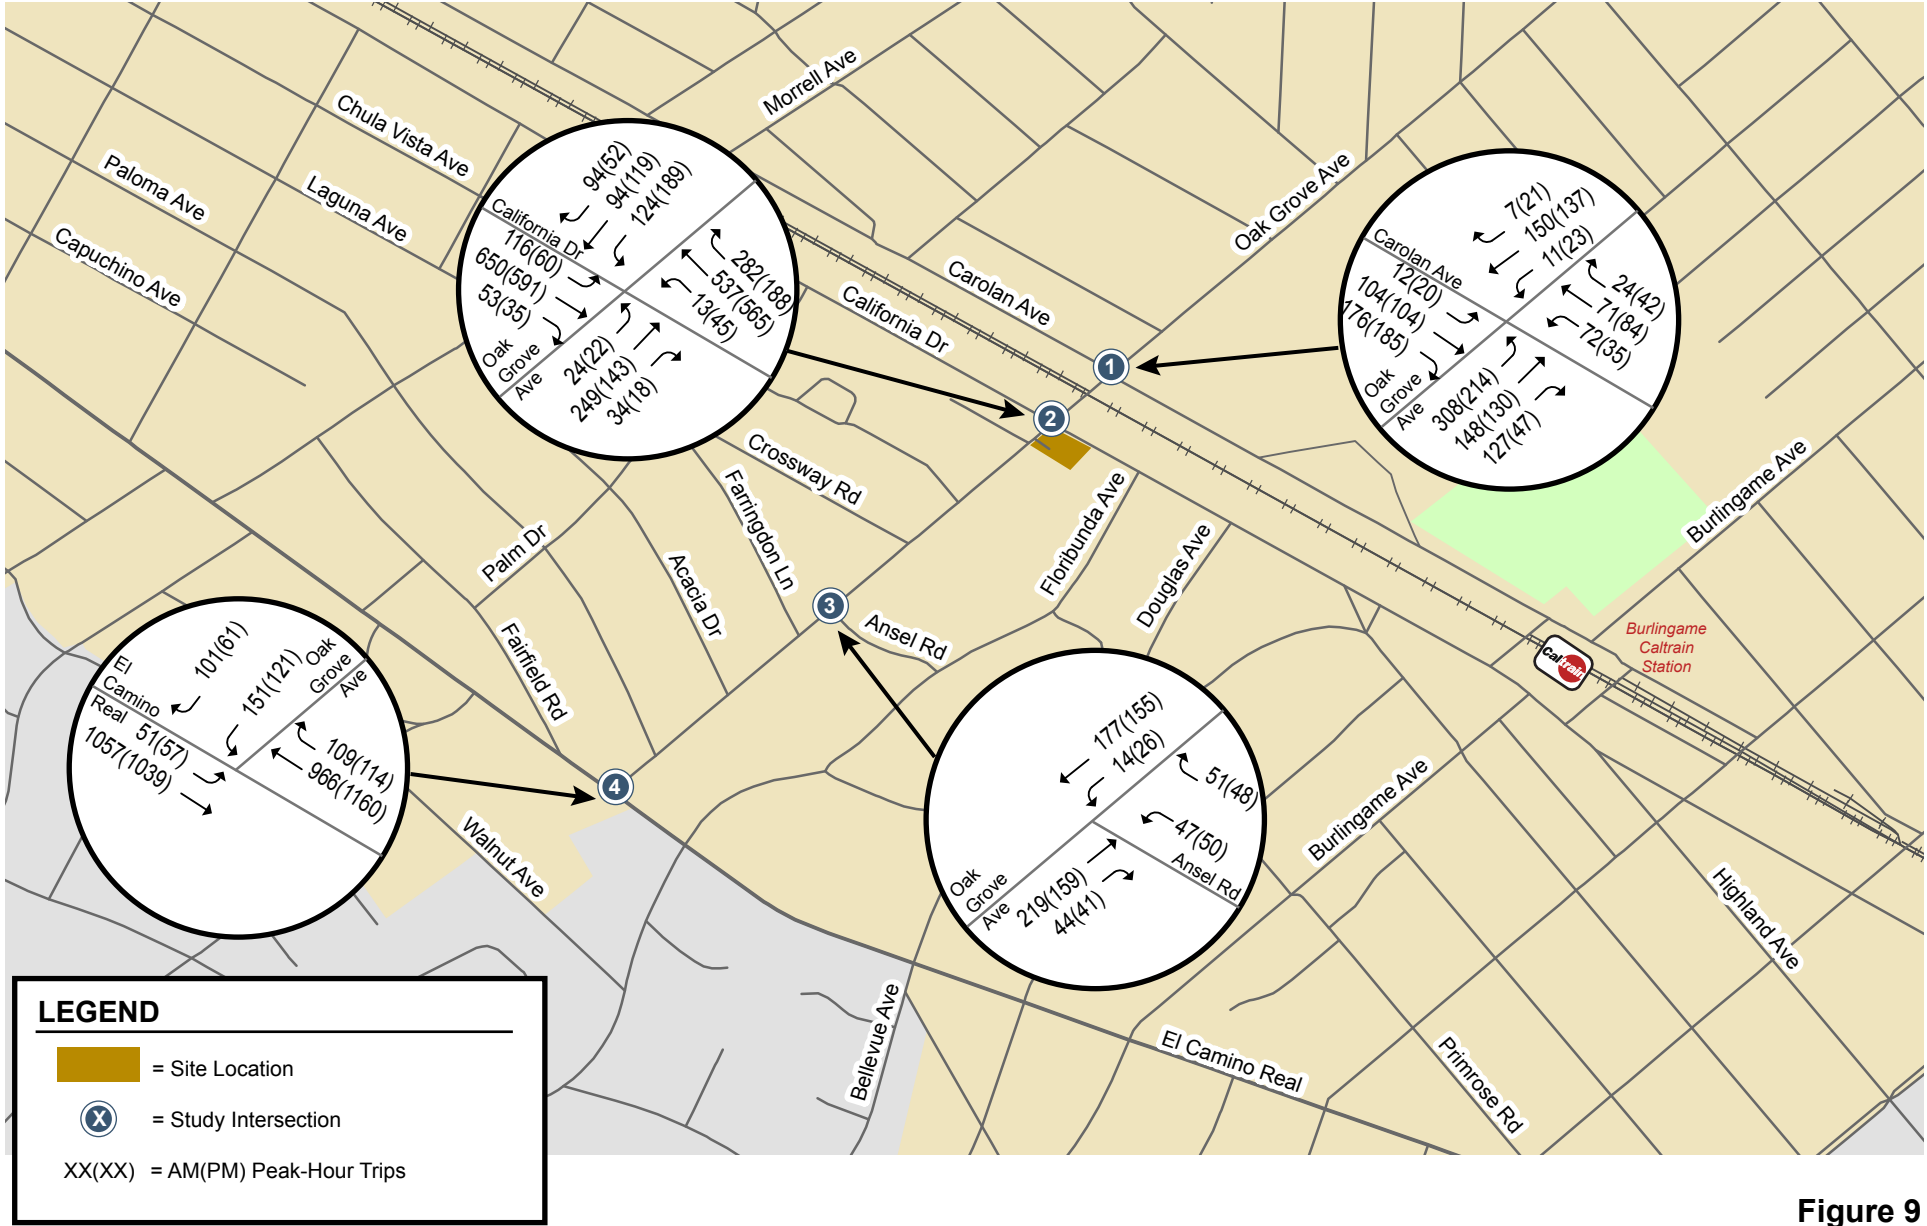 Morrell Ave
Chula Vista Ave
Paloma Ave
Laguna Ave
Capuchino Ave
Oak Grove Ave
Carolan Ave
California Dr
94(52)
94(119)
124(189)
California Dr
116(60)
650(591)
53(35)
282(188)
537(565)
13(45)
Oak
Grove
Ave
24(22)
249(143)
34(18)
7(21)
150(137)
11(23)
Carolan Ave
12(20)
104(104)
176(185)
24(42)
71(84)
72(35)
Oak
Grove
Ave
308(214)
148(130)
127(47)
1
2
3
4
Crossway Rd
Farringdon Ln
Palm Dr
Acacia Dr
Fairfield Rd
Ansel Rd
Floribunda Ave
Douglas Ave
Burlingame Ave
Burlingame
Caltrain
Station
Caltrain
101(61)
151(121)
Oak
Grove
Ave
El
Camino
Real
51(57)
1057(1039)
109(114)
966(1160)
177(155)
14(26)
51(48)
47(50)
Ansel Rd
Oak
Grove
Ave
219(159)
44(41)
Walnut Ave
Burlingame Ave
Highland Ave
Bellevue Ave
El Camino Real
Primrose Rd
LEGEND
= Site Location
X = Study Intersection
XX(XX) = AM(PM) Peak-Hour Trips
Figure 9